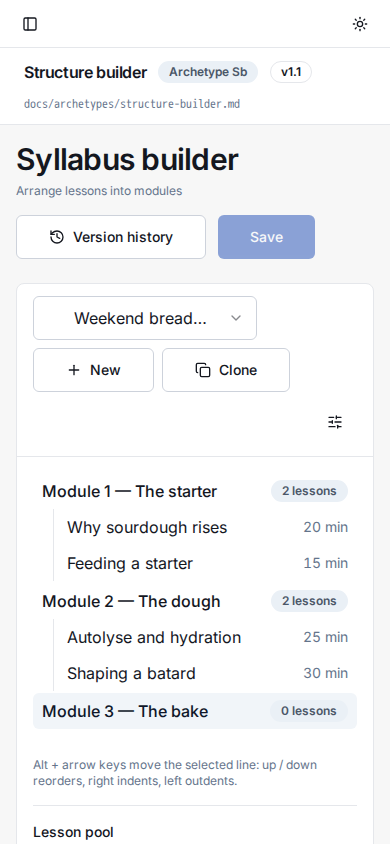 Structure builder Archetype Sb v1.1
docs/archetypes/structure-builder.md
Syllabus builder
Arrange lessons into modules
Version history Save
Weekend bread...
New Clone
Module 1 — The starter 2 lessons
Why sourdough rises 20 min
Feeding a starter 15 min
Module 2 — The dough 2 lessons
Autolyse and hydration 25 min
Shaping a batard 30 min
Module 3 — The bake 0 lessons
Alt + arrow keys move the selected line: up / down
reorders, right indents, left outdents.
Lesson pool